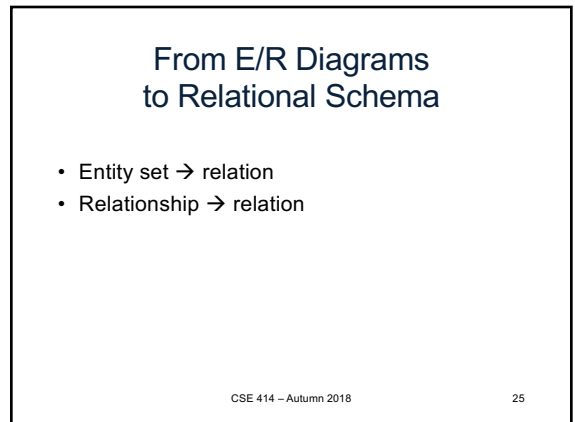 From E/R Diagrams
to Relational Schema
• Entity set → relation
• Relationship → relation
CSE 414 – Autumn 2018
25